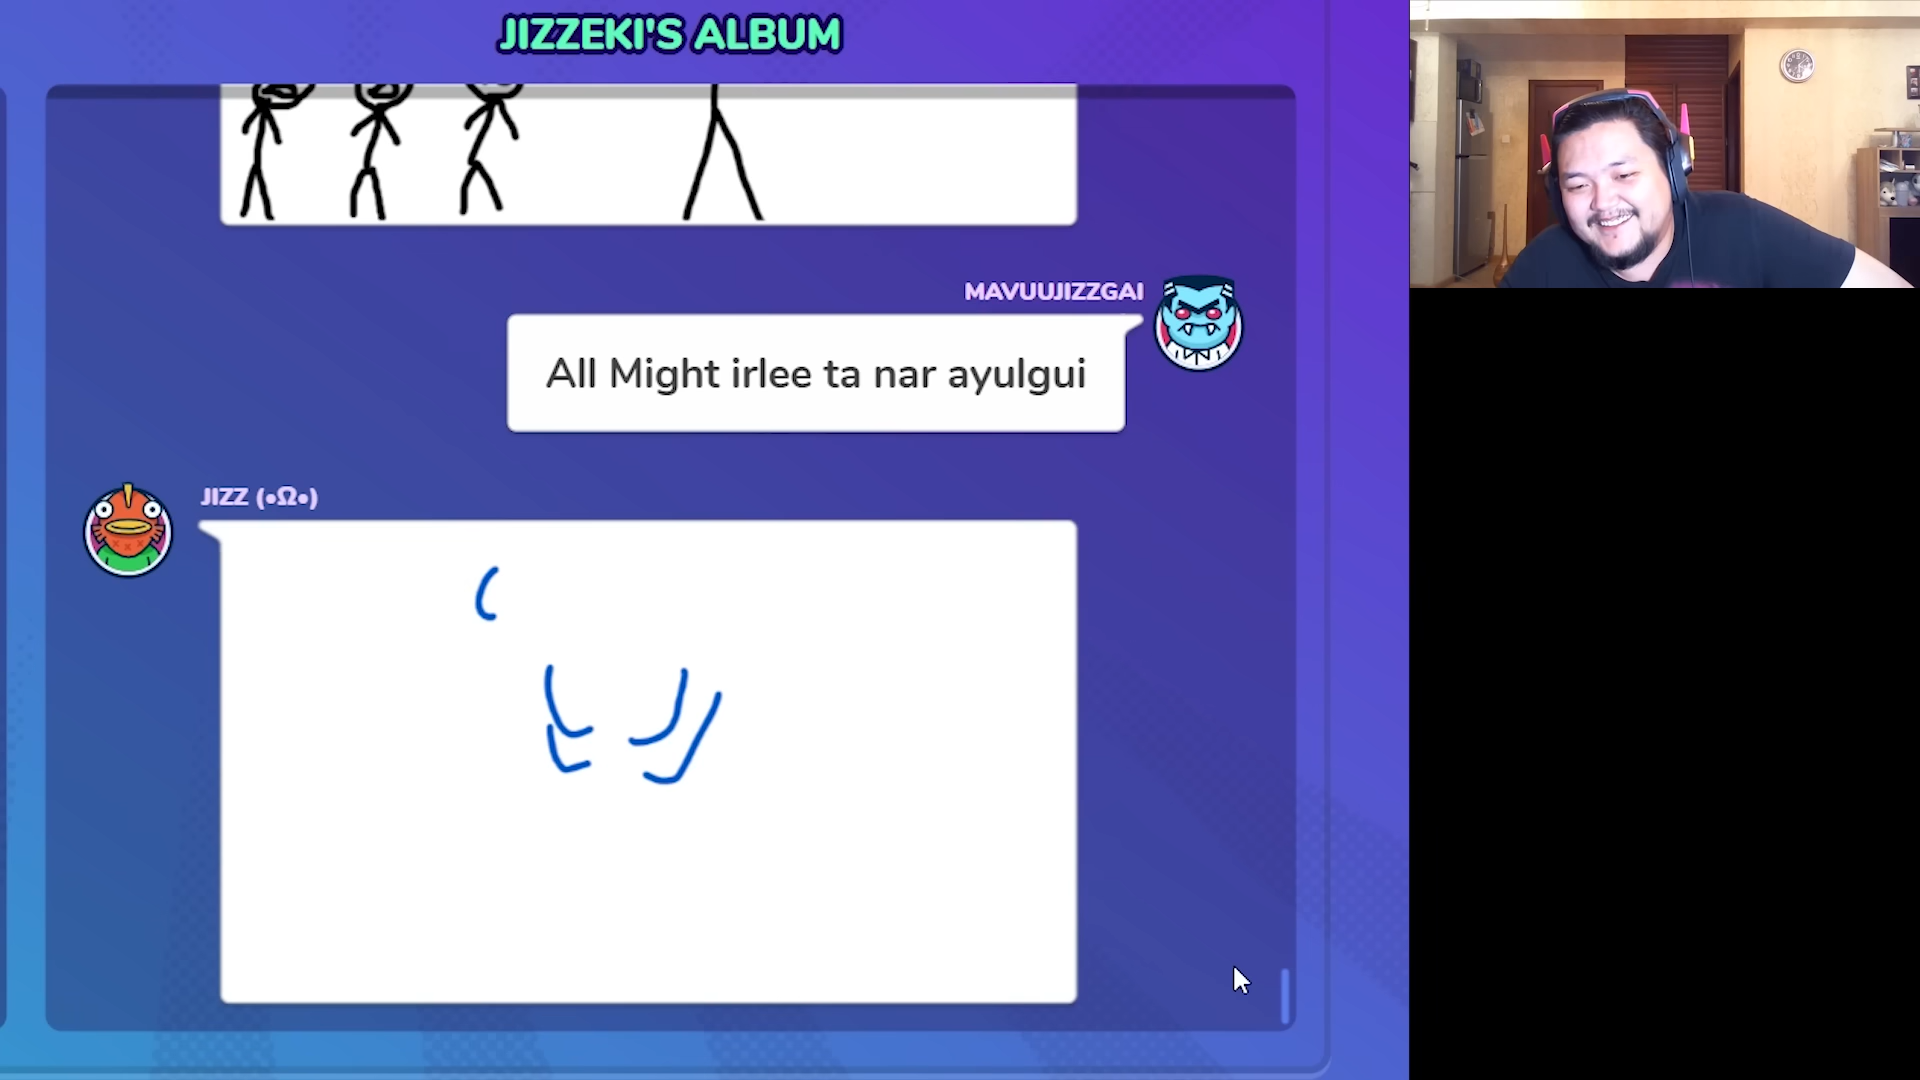 JIZZEKI'S ALBUM
MAVUUJIZZGAI
All Might irlee ta nar ayulgui
JIZZ (•Ω•)